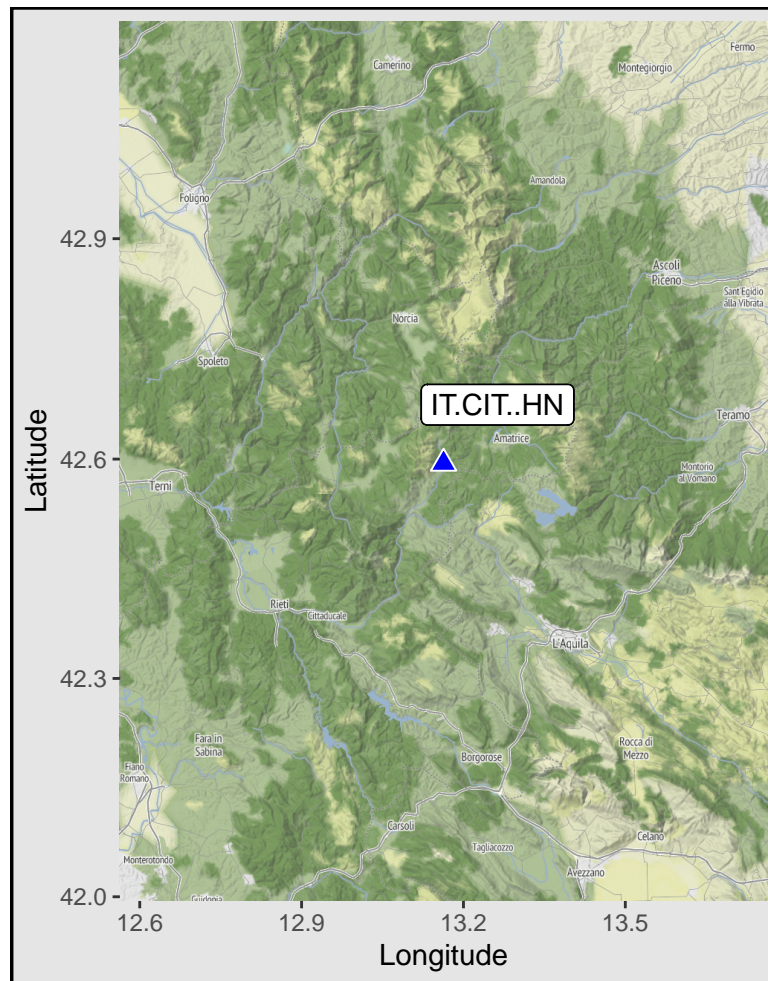 Camerino
Fermo
Montegiorgio
Amandola
Foligno
42.9
Ascoli
Piceno
Sant'Egidio
alla Vibrata
Norcia
Spoleto
IT.CIT..HN
Teramo
Amatrice
42.6
Latitude
Terni
Montorio
al Vomano
Rieti
Cittaducale
L'Aquila
42.3
Fara in
Sabina
Rocca di
Mezzo
Borgorose
Fiano
Romano
Carsoli
Celano
Tagliacozzo
Monterotondo
Avezzano
Guidonia
42.0
12.6
12.9
13.2
13.5
Longitude